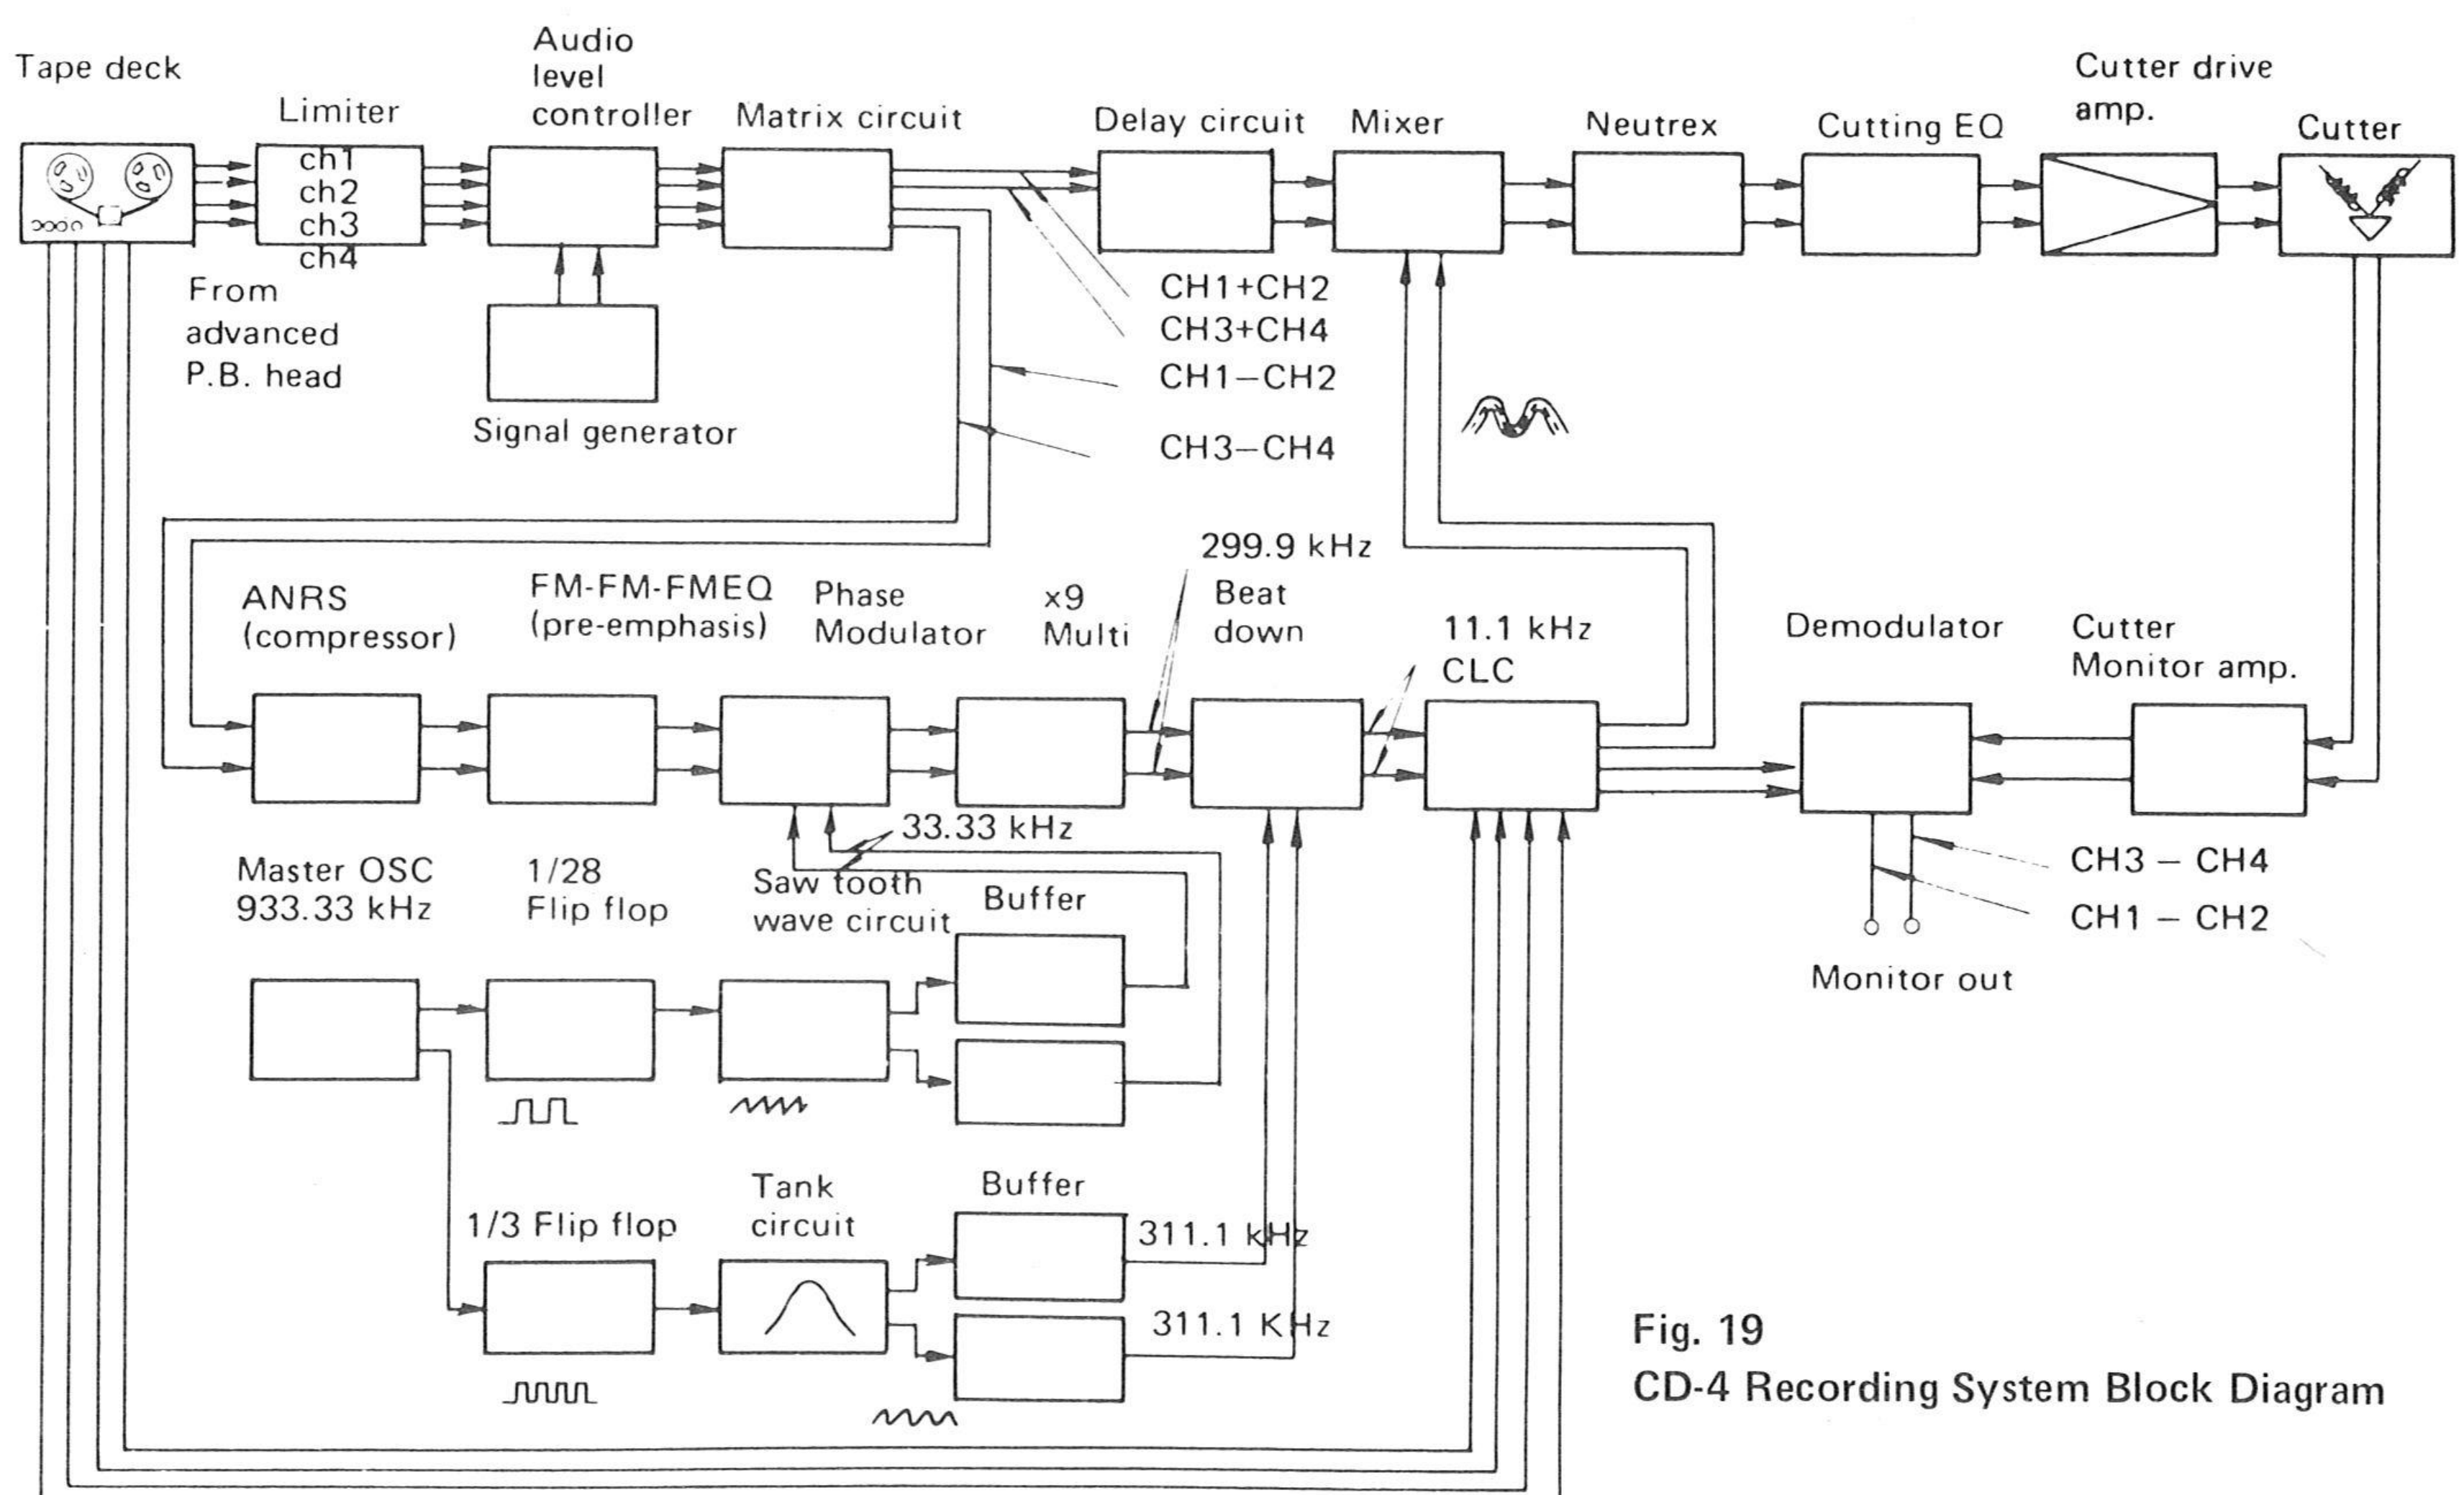 Tape deck
Limiter
ch1
ch2
ch3
ch4
From
advanced
P.B. head
Audio
level
controller
Signal generator
Matrix circuit
Delay circuit
Mixer
Neutrex
Cutting EQ
Cutter drive
amp.
Cutter
CH1+CH2
CH3+CH4
CH1−CH2
CH3−CH4
ANRS
(compressor)
FM-FM-FMEQ
(pre-emphasis)
Phase
Modulator
x9
Multi
299.9 kHz
Beat
down
11.1 kHz
CLC
Demodulator
Cutter
Monitor amp.
33.33 kHz
CH3 − CH4
CH1 − CH2
Monitor out
Master OSC
933.33 kHz
1/28
Flip flop
Saw tooth
wave circuit
Buffer
1/3 Flip flop
Tank
circuit
Buffer
311.1 kHz
311.1 KHz
Fig. 19
CD-4 Recording System Block Diagram